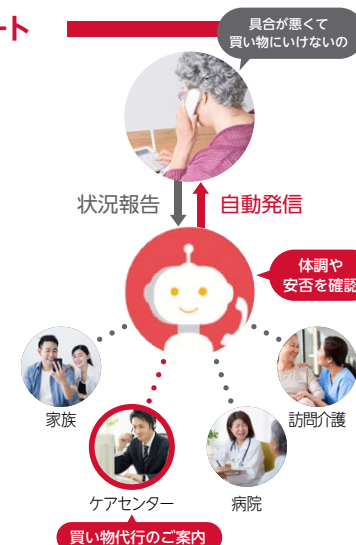 ート
具合が悪くて
買い物にいけないの
状況報告
自動発信
体調や
安否を確認
家族
訪問介護
ケアセンター
病院
買い物代行のご案内